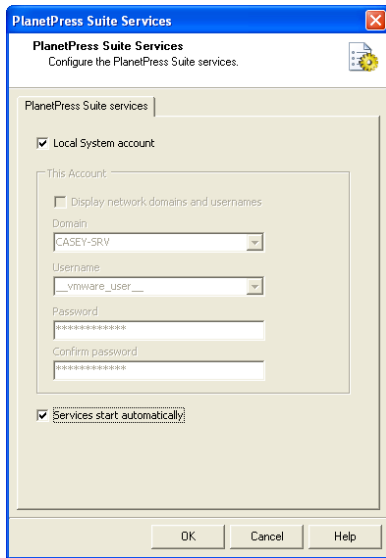 PlanetPress Suite Services
PlanetPress Suite Services
Configure the PlanetPress Suite services.
PlanetPress Suite services
Local System account
This Account
Display network domains and usernames
Domain
CASEY-SRV
Username
__vmware_user__
Password
************
Confirm password
************
Services start automatically
OK Cancel Help